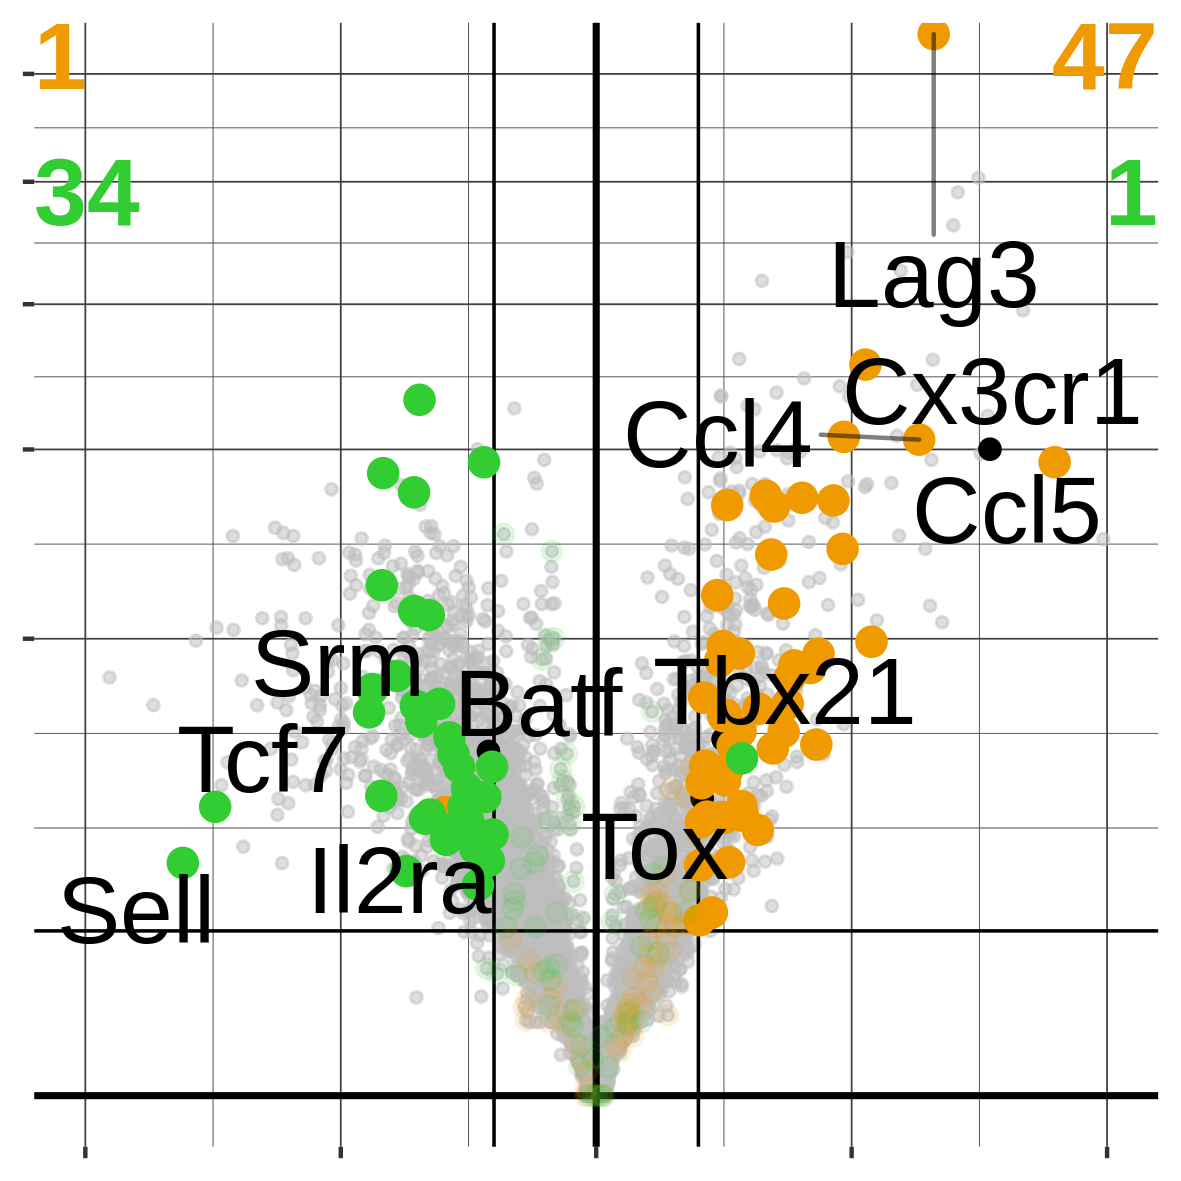 1
47
34
1
Lag3
Cx3cr1
Ccl4
Ccl5
Srm
Batf
Tbx21
Tcf7
Tox
Il2ra
Sell